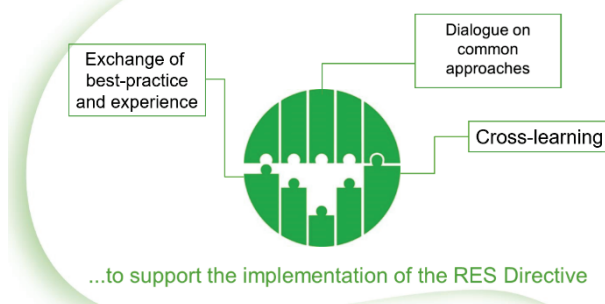 Exchange of
best-practice
and experience
Dialogue on
common
approaches
Cross-learning
...to support the implementation of the RES Directive